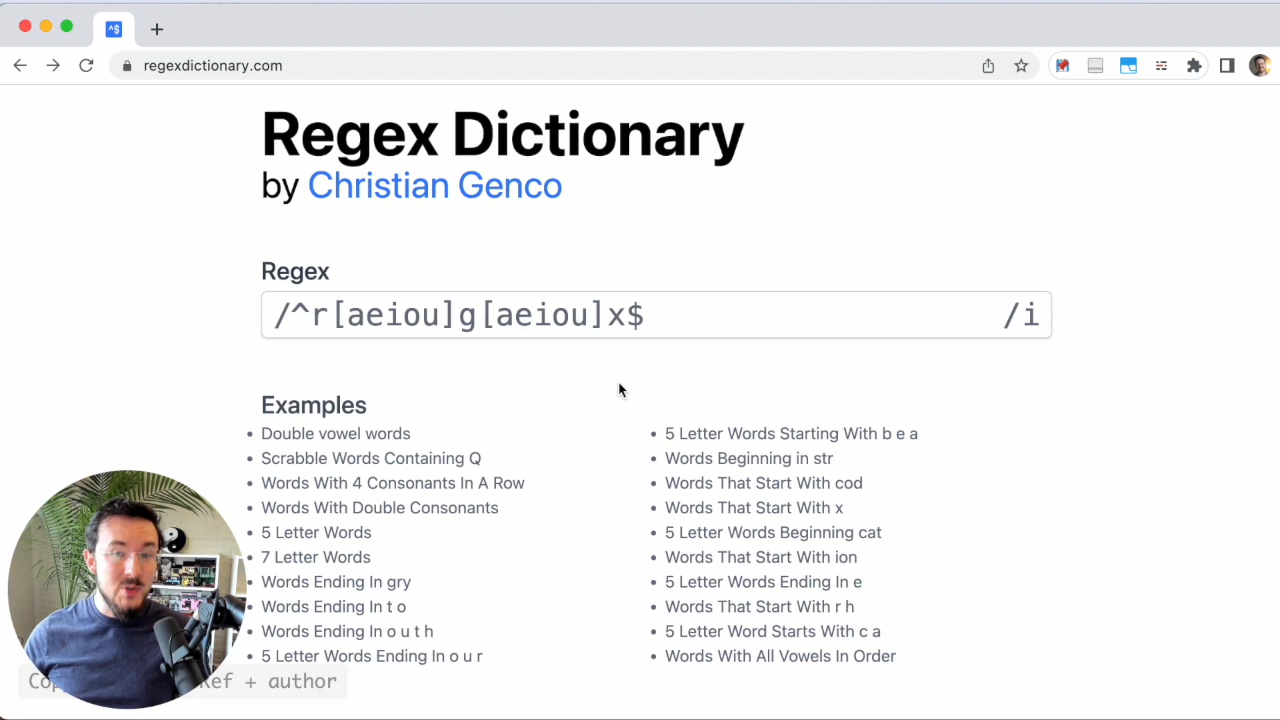 ^$
regexdictionary.com
Regex Dictionary
by Christian Genco
Regex
/^r[aeiou]g[aeiou]x$ /i
Examples
Double vowel words
Scrabble Words Containing Q
Words With 4 Consonants In A Row
Words With Double Consonants
5 Letter Words
7 Letter Words
Words Ending In gry
Words Ending In t o
Words Ending In o u t h
5 Letter Words Ending In o u r
5 Letter Words Starting With b e a
Words Beginning in str
Words That Start With cod
Words That Start With x
5 Letter Words Beginning cat
Words That Start With ion
5 Letter Words Ending In e
Words That Start With r h
5 Letter Word Starts With c a
Words With All Vowels In Order
+ author